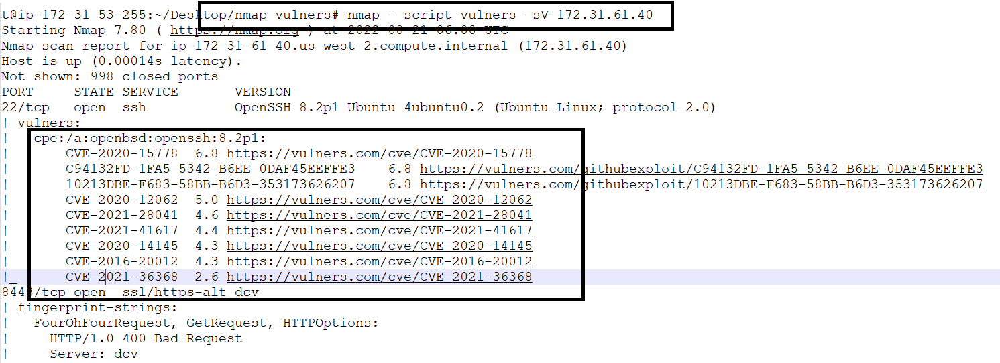 t@ip-172-31-53-255:~/Desktop/nmap-vulners# nmap --script vulners -sV 172.31.61.40
Starting Nmap 7.80 ( https://nmap.org ) at 2022-08-21 06:00 UTC
Nmap scan report for ip-172-31-61-40.us-west-2.compute.internal (172.31.61.40)
Host is up (0.00014s latency).
Not shown: 998 closed ports
PORT     STATE SERVICE       VERSION
22/tcp   open  ssh           OpenSSH 8.2p1 Ubuntu 4ubuntu0.2 (Ubuntu Linux; protocol 2.0)
| vulners:
|   cpe:/a:openbsd:openssh:8.2p1:
|       CVE-2020-15778  6.8 https://vulners.com/cve/CVE-2020-15778
|       C94132FD-1FA5-5342-B6EE-0DAF45EEFFE3    6.8 https://vulners.com/githubexploit/C94132FD-1FA5-5342-B6EE-0DAF45EEFFE3
|       10213DBE-F683-58BB-B6D3-353173626207    6.8 https://vulners.com/githubexploit/10213DBE-F683-58BB-B6D3-353173626207
|       CVE-2020-12062  5.0 https://vulners.com/cve/CVE-2020-12062
|       CVE-2021-28041  4.6 https://vulners.com/cve/CVE-2021-28041
|       CVE-2021-41617  4.4 https://vulners.com/cve/CVE-2021-41617
|       CVE-2020-14145  4.3 https://vulners.com/cve/CVE-2020-14145
|       CVE-2016-20012  4.3 https://vulners.com/cve/CVE-2016-20012
|_      CVE-2021-36368  2.6 https://vulners.com/cve/CVE-2021-36368
8443/tcp open  ssl/https-alt dcv
| fingerprint-strings:
|   FourOhFourRequest, GetRequest, HTTPOptions:
|     HTTP/1.0 400 Bad Request
|     Server: dcv